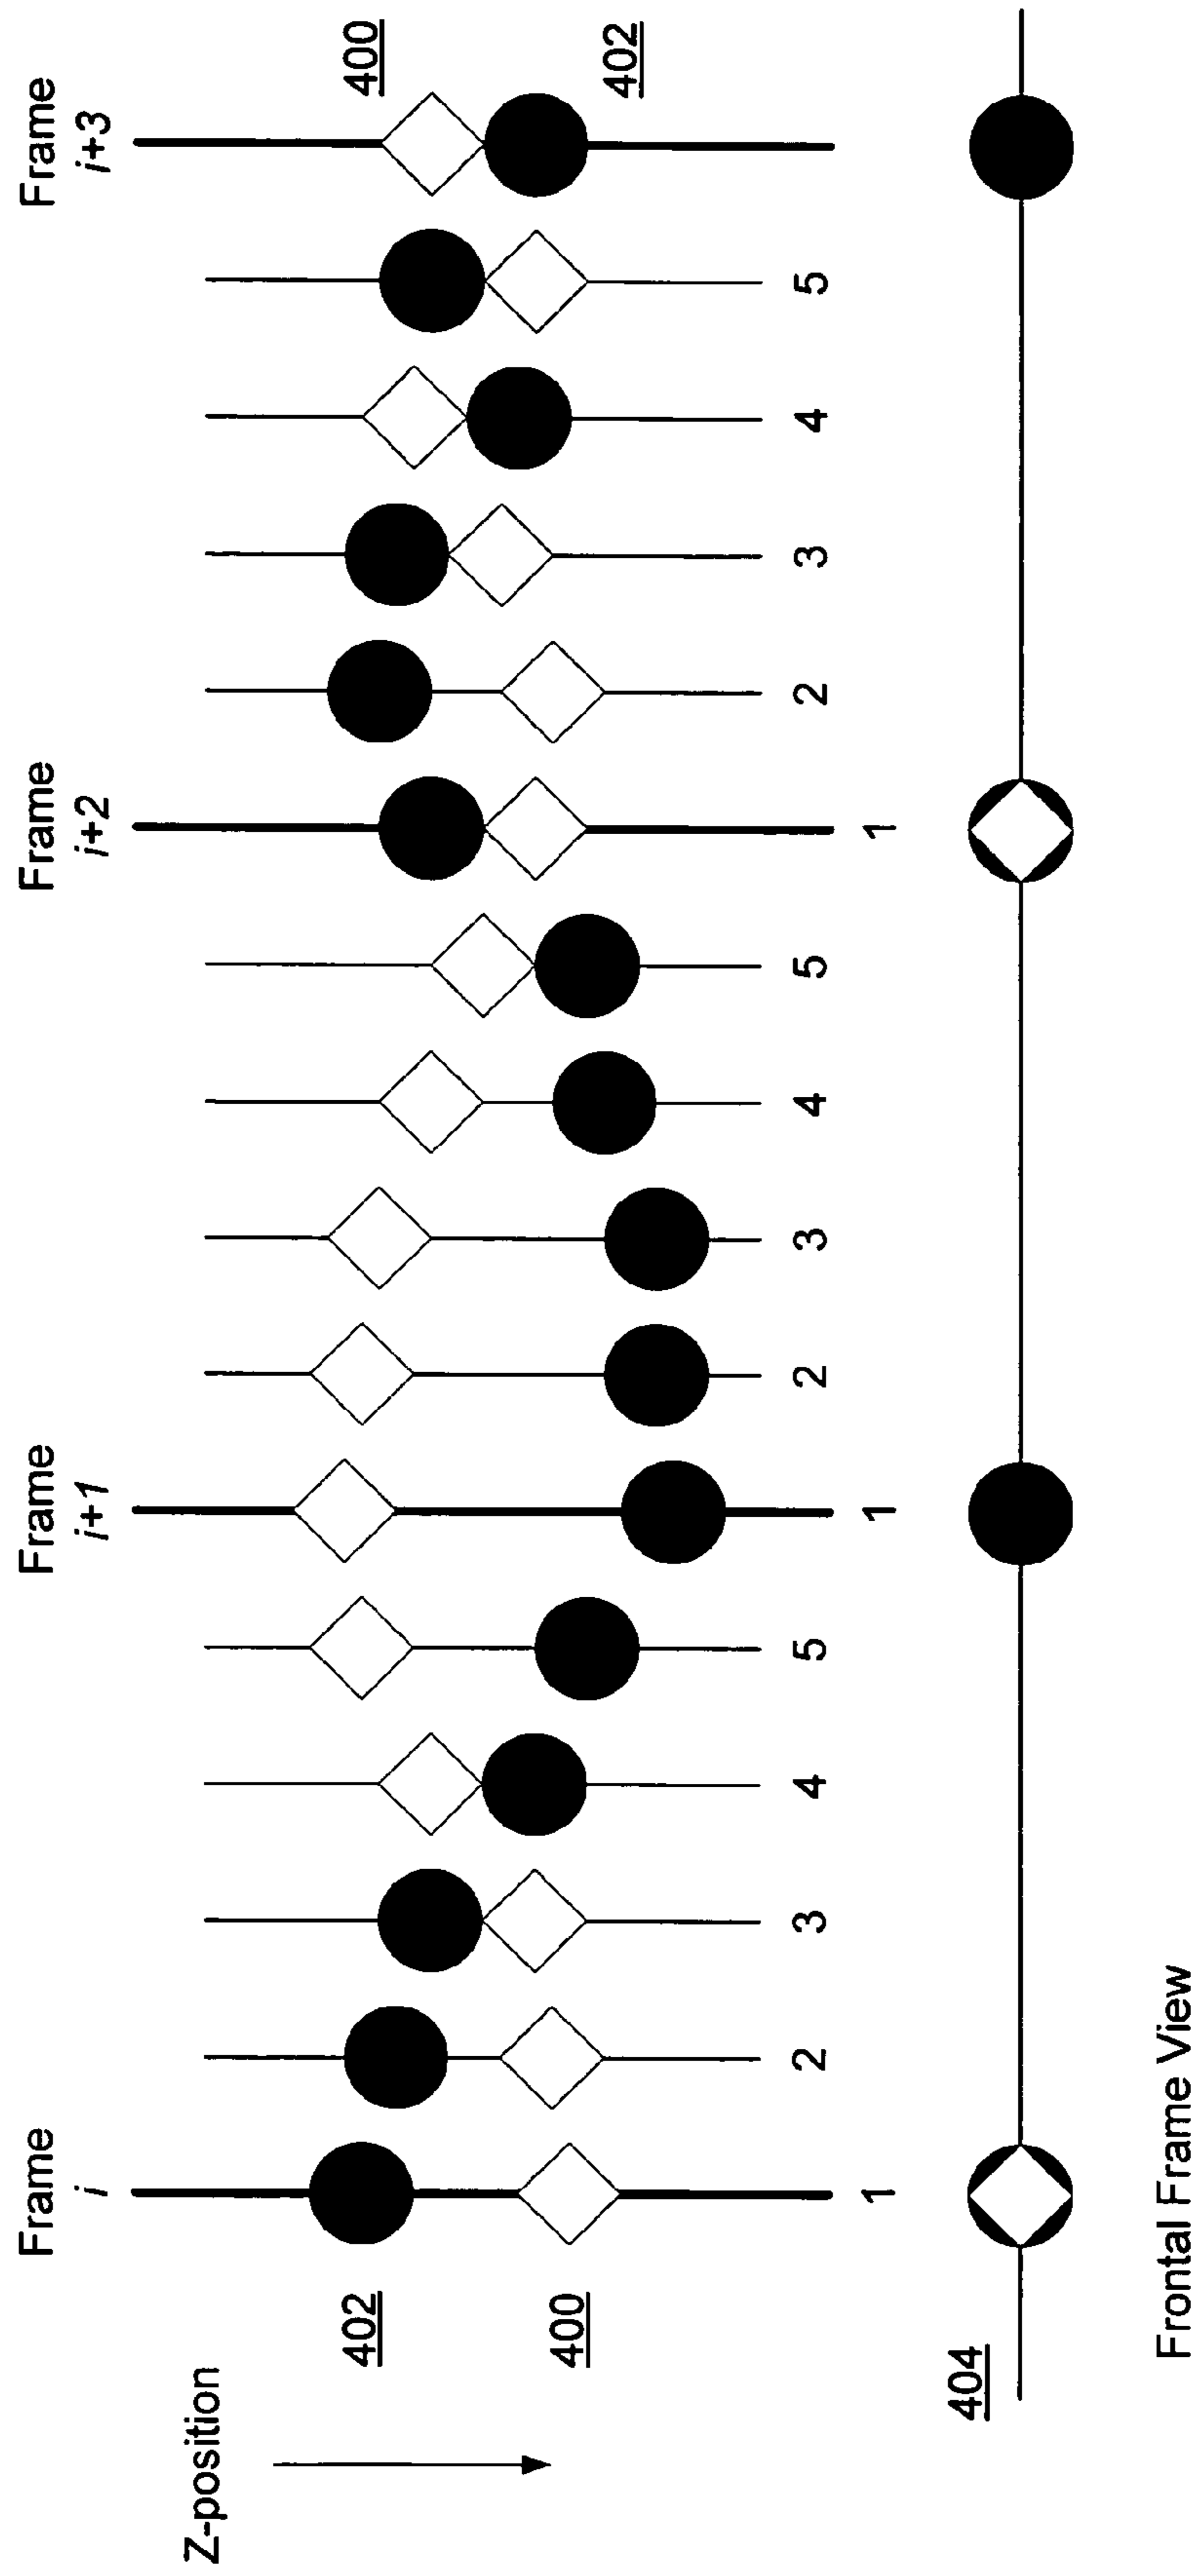 Frame Frame Frame Frame
i i+1 i+2 i+3
Z-position
402 400
400 402
2 3 4 5 2 3 4 5 2 3 4 5
1 1 1
404
Frontal Frame View